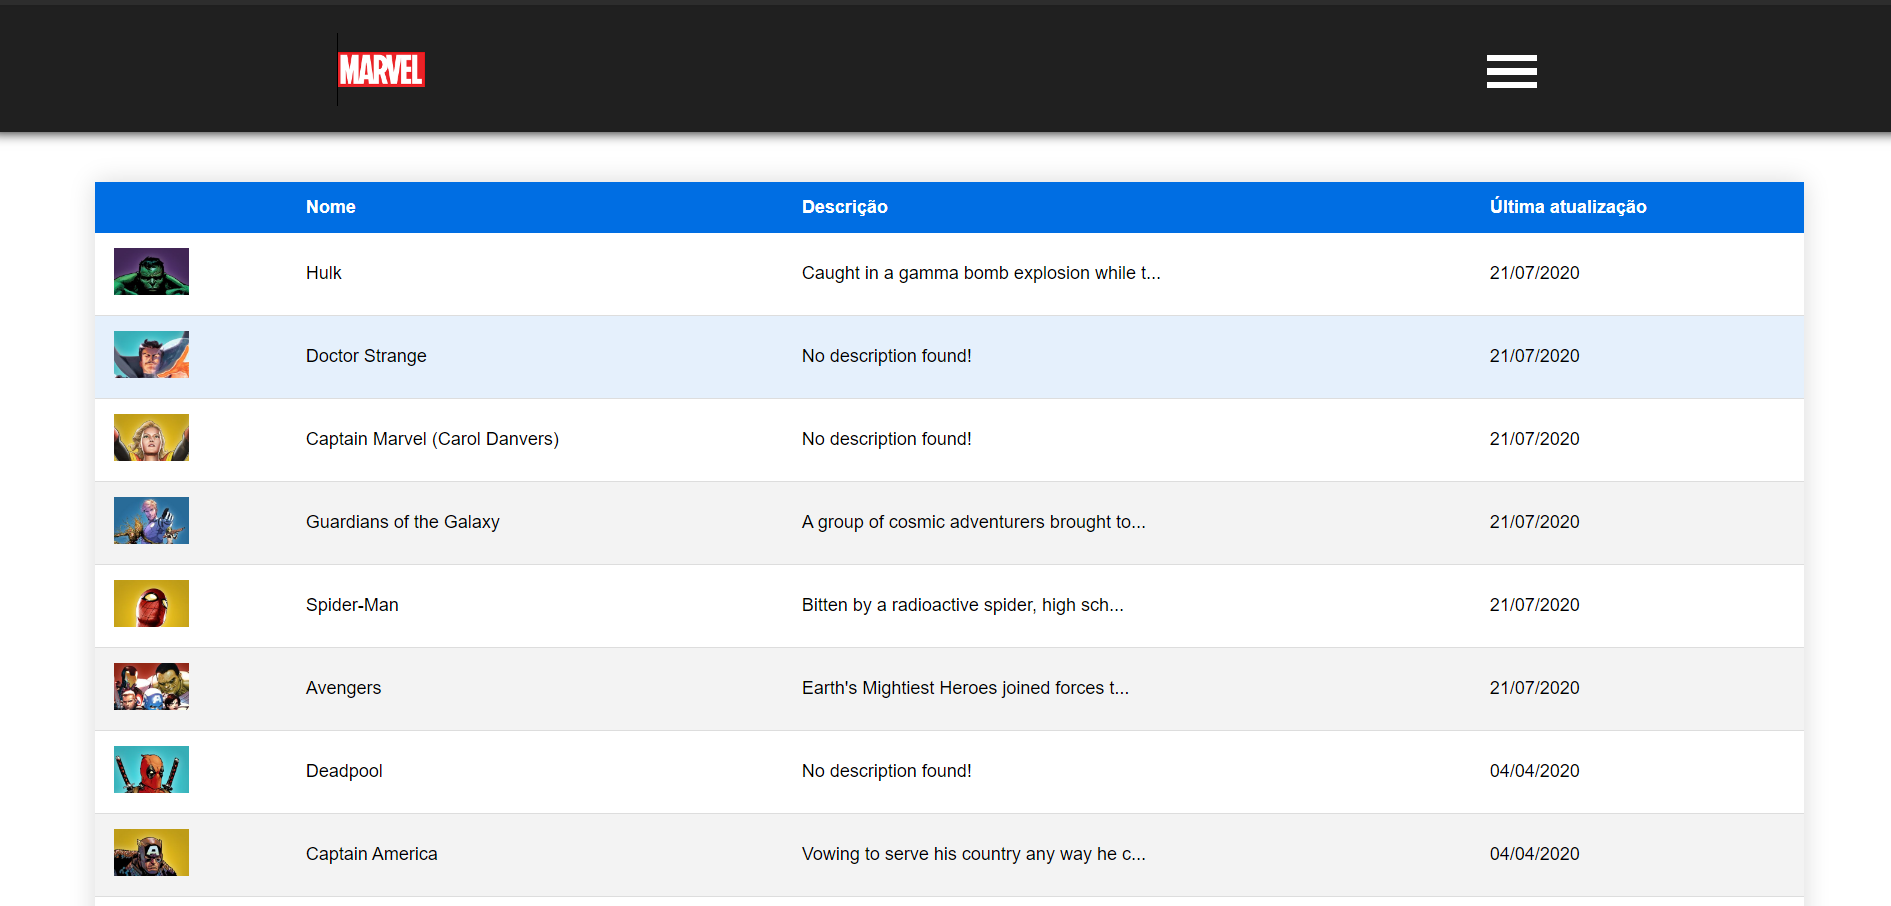 MARVEL
Nome Descrição Última atualização
Hulk Caught in a gamma bomb explosion while t... 21/07/2020
Doctor Strange No description found! 21/07/2020
Captain Marvel (Carol Danvers) No description found! 21/07/2020
Guardians of the Galaxy A group of cosmic adventurers brought to... 21/07/2020
Spider-Man Bitten by a radioactive spider, high sch... 21/07/2020
Avengers Earth's Mightiest Heroes joined forces t... 21/07/2020
Deadpool No description found! 04/04/2020
Captain America Vowing to serve his country any way he c... 04/04/2020